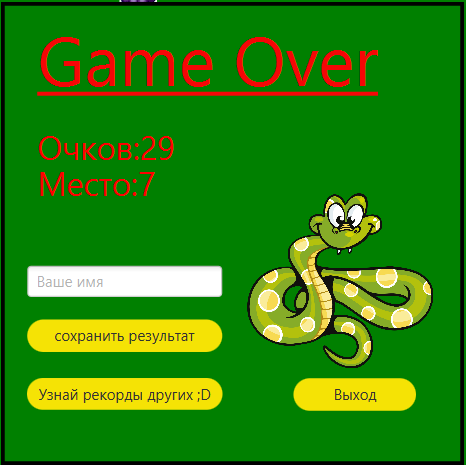 Game Over
Очков:29
Место:7
Ваше имя
сохранить результат
Узнай рекорды других ;D
Выход